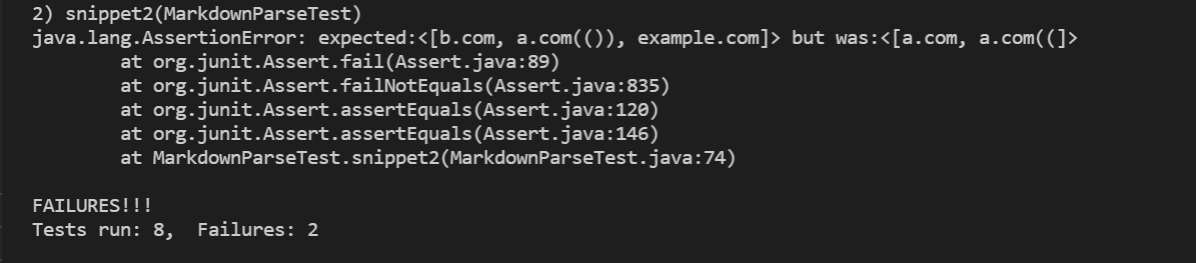 2) snippet2(MarkdownParseTest)
java.lang.AssertionError: expected:<[b.com, a.com(()), example.com]> but was:<[a.com, a.com((]>
        at org.junit.Assert.fail(Assert.java:89)
        at org.junit.Assert.failNotEquals(Assert.java:835)
        at org.junit.Assert.assertEquals(Assert.java:120)
        at org.junit.Assert.assertEquals(Assert.java:146)
        at MarkdownParseTest.snippet2(MarkdownParseTest.java:74)
FAILURES!!!
Tests run: 8,  Failures: 2